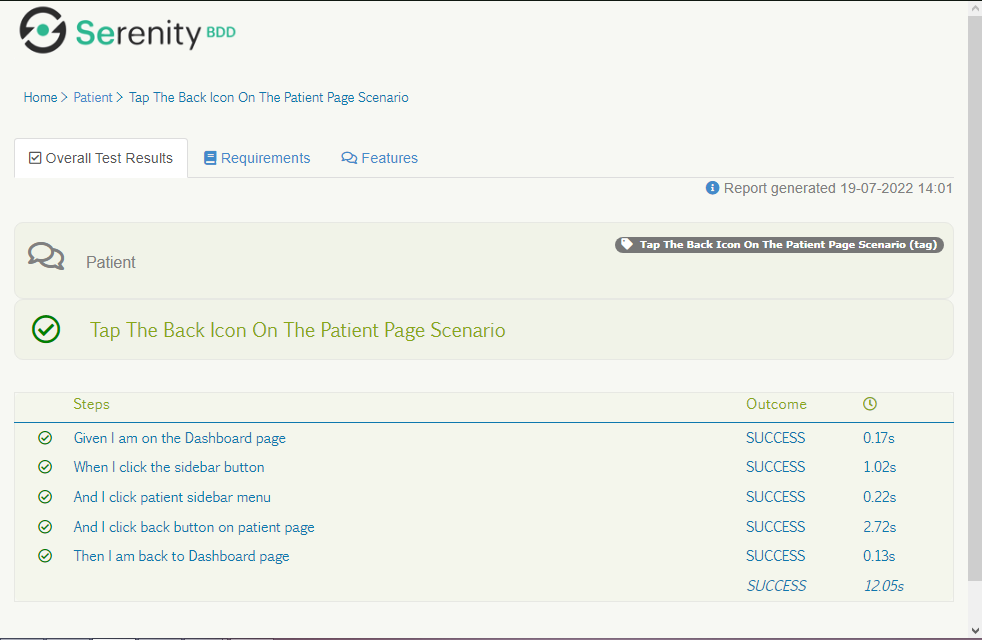 Serenity BDD
Home > Patient > Tap The Back Icon On The Patient Page Scenario
Overall Test Results Requirements Features
Report generated 19-07-2022 14:01
Tap The Back Icon On The Patient Page Scenario (tag)
Patient
Tap The Back Icon On The Patient Page Scenario
Steps Outcome
Given I am on the Dashboard page SUCCESS 0.17s
When I click the sidebar button SUCCESS 1.02s
And I click patient sidebar menu SUCCESS 0.22s
And I click back button on patient page SUCCESS 2.72s
Then I am back to Dashboard page SUCCESS 0.13s
SUCCESS 12.05s